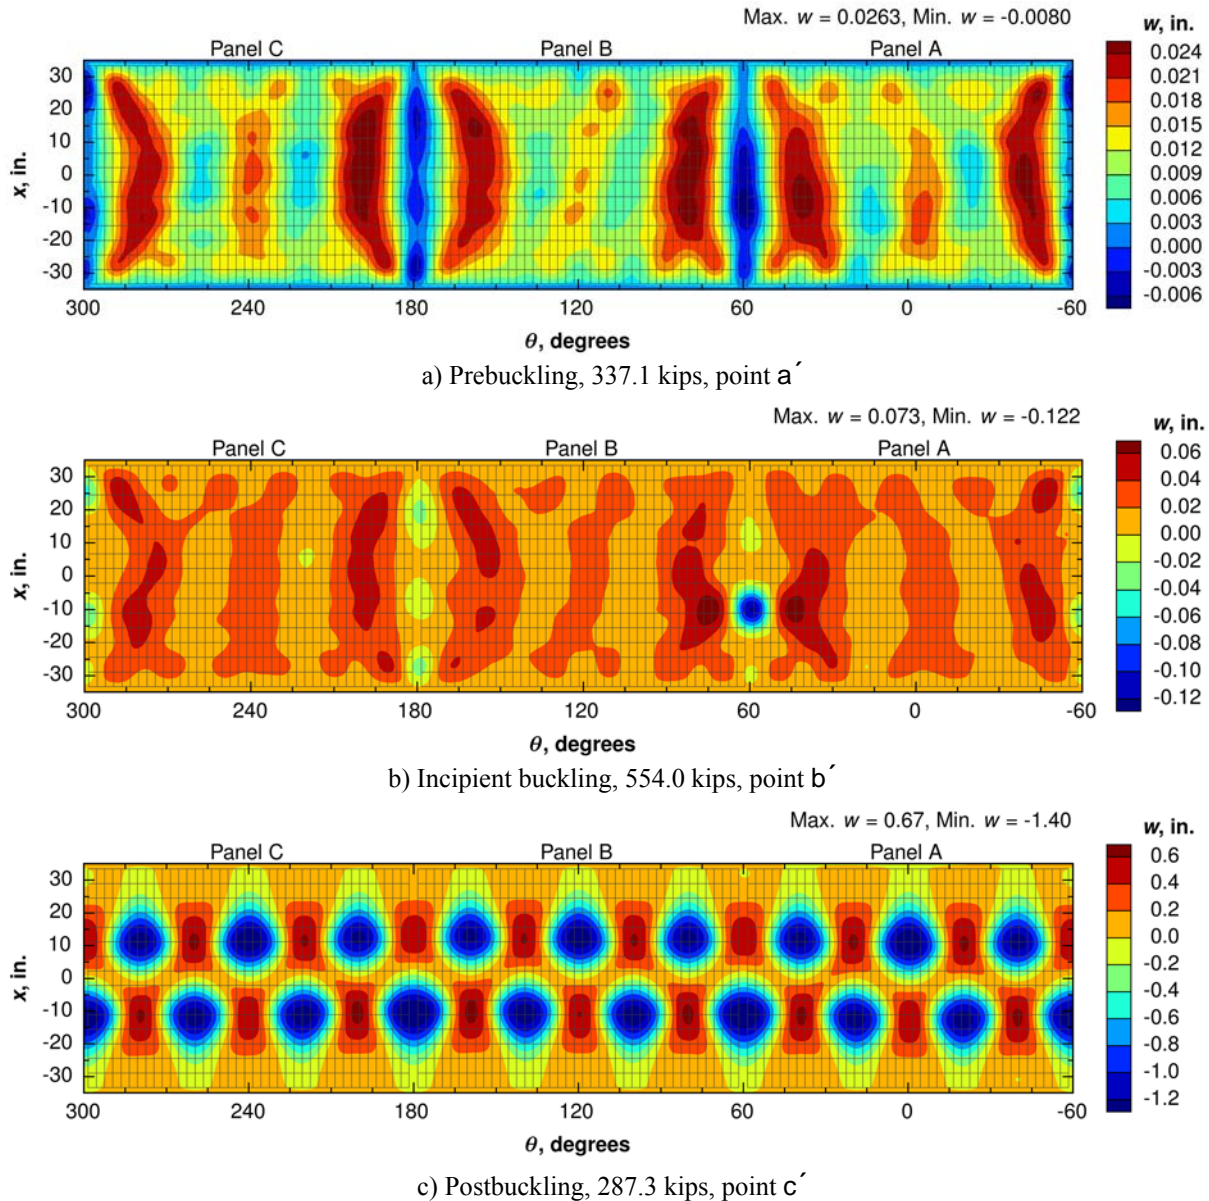 Max. w = 0.0263, Min. w = -0.0080
w, in.
Panel C Panel B Panel A
30
20
10
0
-10
-20
-30
x, in.
300 240 180 120 60 0 -60
θ, degrees
0.024
0.021
0.018
0.015
0.012
0.009
0.006
0.003
0.000
-0.003
-0.006
a) Prebuckling, 337.1 kips, point a´
Max. w = 0.073, Min. w = -0.122
w, in.
Panel C Panel B Panel A
30
20
10
0
-10
-20
-30
x, in.
300 240 180 120 60 0 -60
θ, degrees
0.06
0.04
0.02
0.00
-0.02
-0.04
-0.06
-0.08
-0.10
-0.12
b) Incipient buckling, 554.0 kips, point b´
Max. w = 0.67, Min. w = -1.40
w, in.
Panel C Panel B Panel A
30
20
10
0
-10
-20
-30
x, in.
300 240 180 120 60 0 -60
θ, degrees
0.6
0.4
0.2
0.0
-0.2
-0.4
-0.6
-0.8
-1.0
-1.2
c) Postbuckling, 287.3 kips, point c´